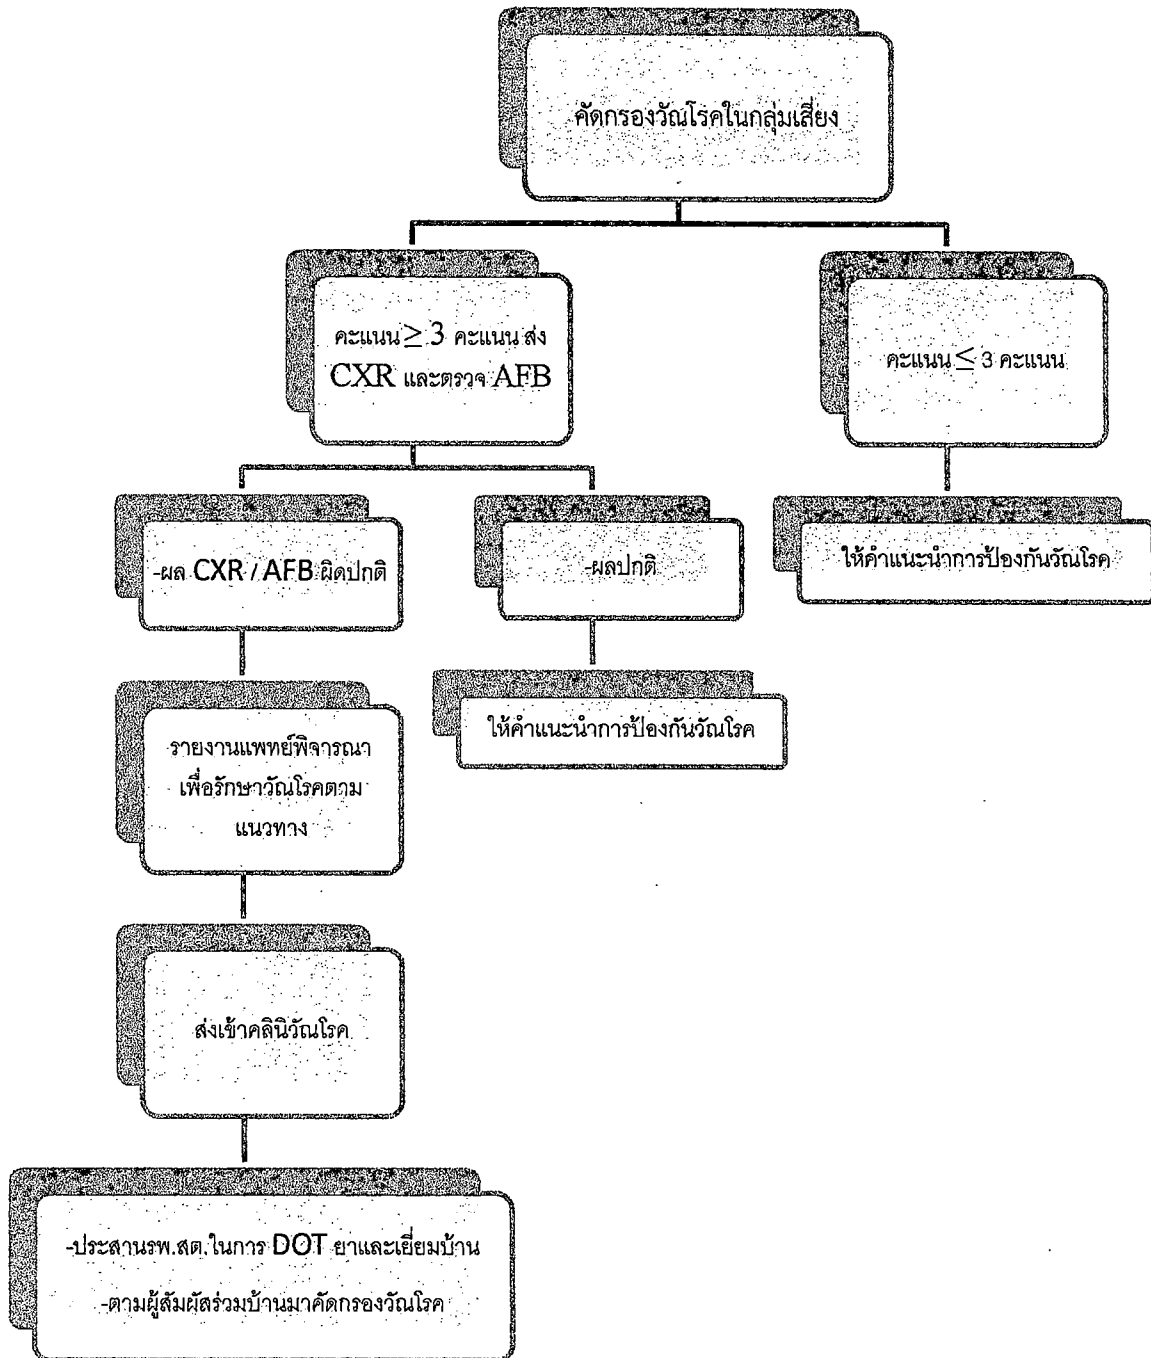 คัดกรองวัณโรคในกลุ่มเสี่ยง
คะแนน ≥ 3 คะแนน ส่ง
CXR และตรวจ AFB
คะแนน ≤ 3 คะแนน
-ผล CXR / AFB ผิดปกติ
-ผลปกติ
ให้คำแนะนำการป้องกันวัณโรค
รายงานแพทย์พิจารณา
เพื่อรักษาวัณโรคตาม
แนวทาง
ให้คำแนะนำการป้องกันวัณโรค
ส่งเข้าคลินิวัณโรค
-ประสานรพ.สต.ในการ DOT ยาและเยี่ยมบ้าน
-ตามผู้สัมผัสร่วมบ้านมาคัดกรองวัณโรค